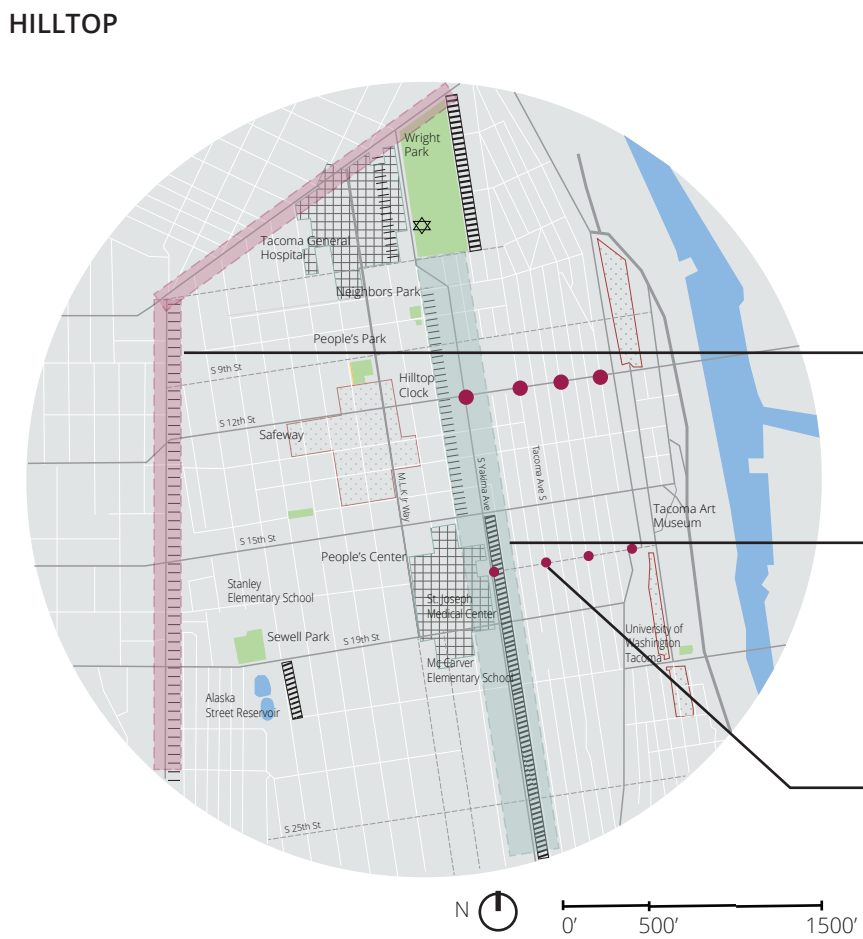 HILLTOP
Wright
Park
Tacoma General
Hospital
Neighbors Park
People's Park
S 9th St
Hilltop
Clock
S 12th St
Safeway
M.L.K Jr. Way
S Yakima Ave
Tacoma Ave S
Tacoma Art
Museum
S 15th St
People's Center
Stanley
Elementary School
St. Joseph
Medical Center
University of
Washington
Tacoma
Sewell Park
S 19th St
Mc Carver
Elementary School
Alaska
Street Reservoir
S 25th St
N
0' 500' 1500'